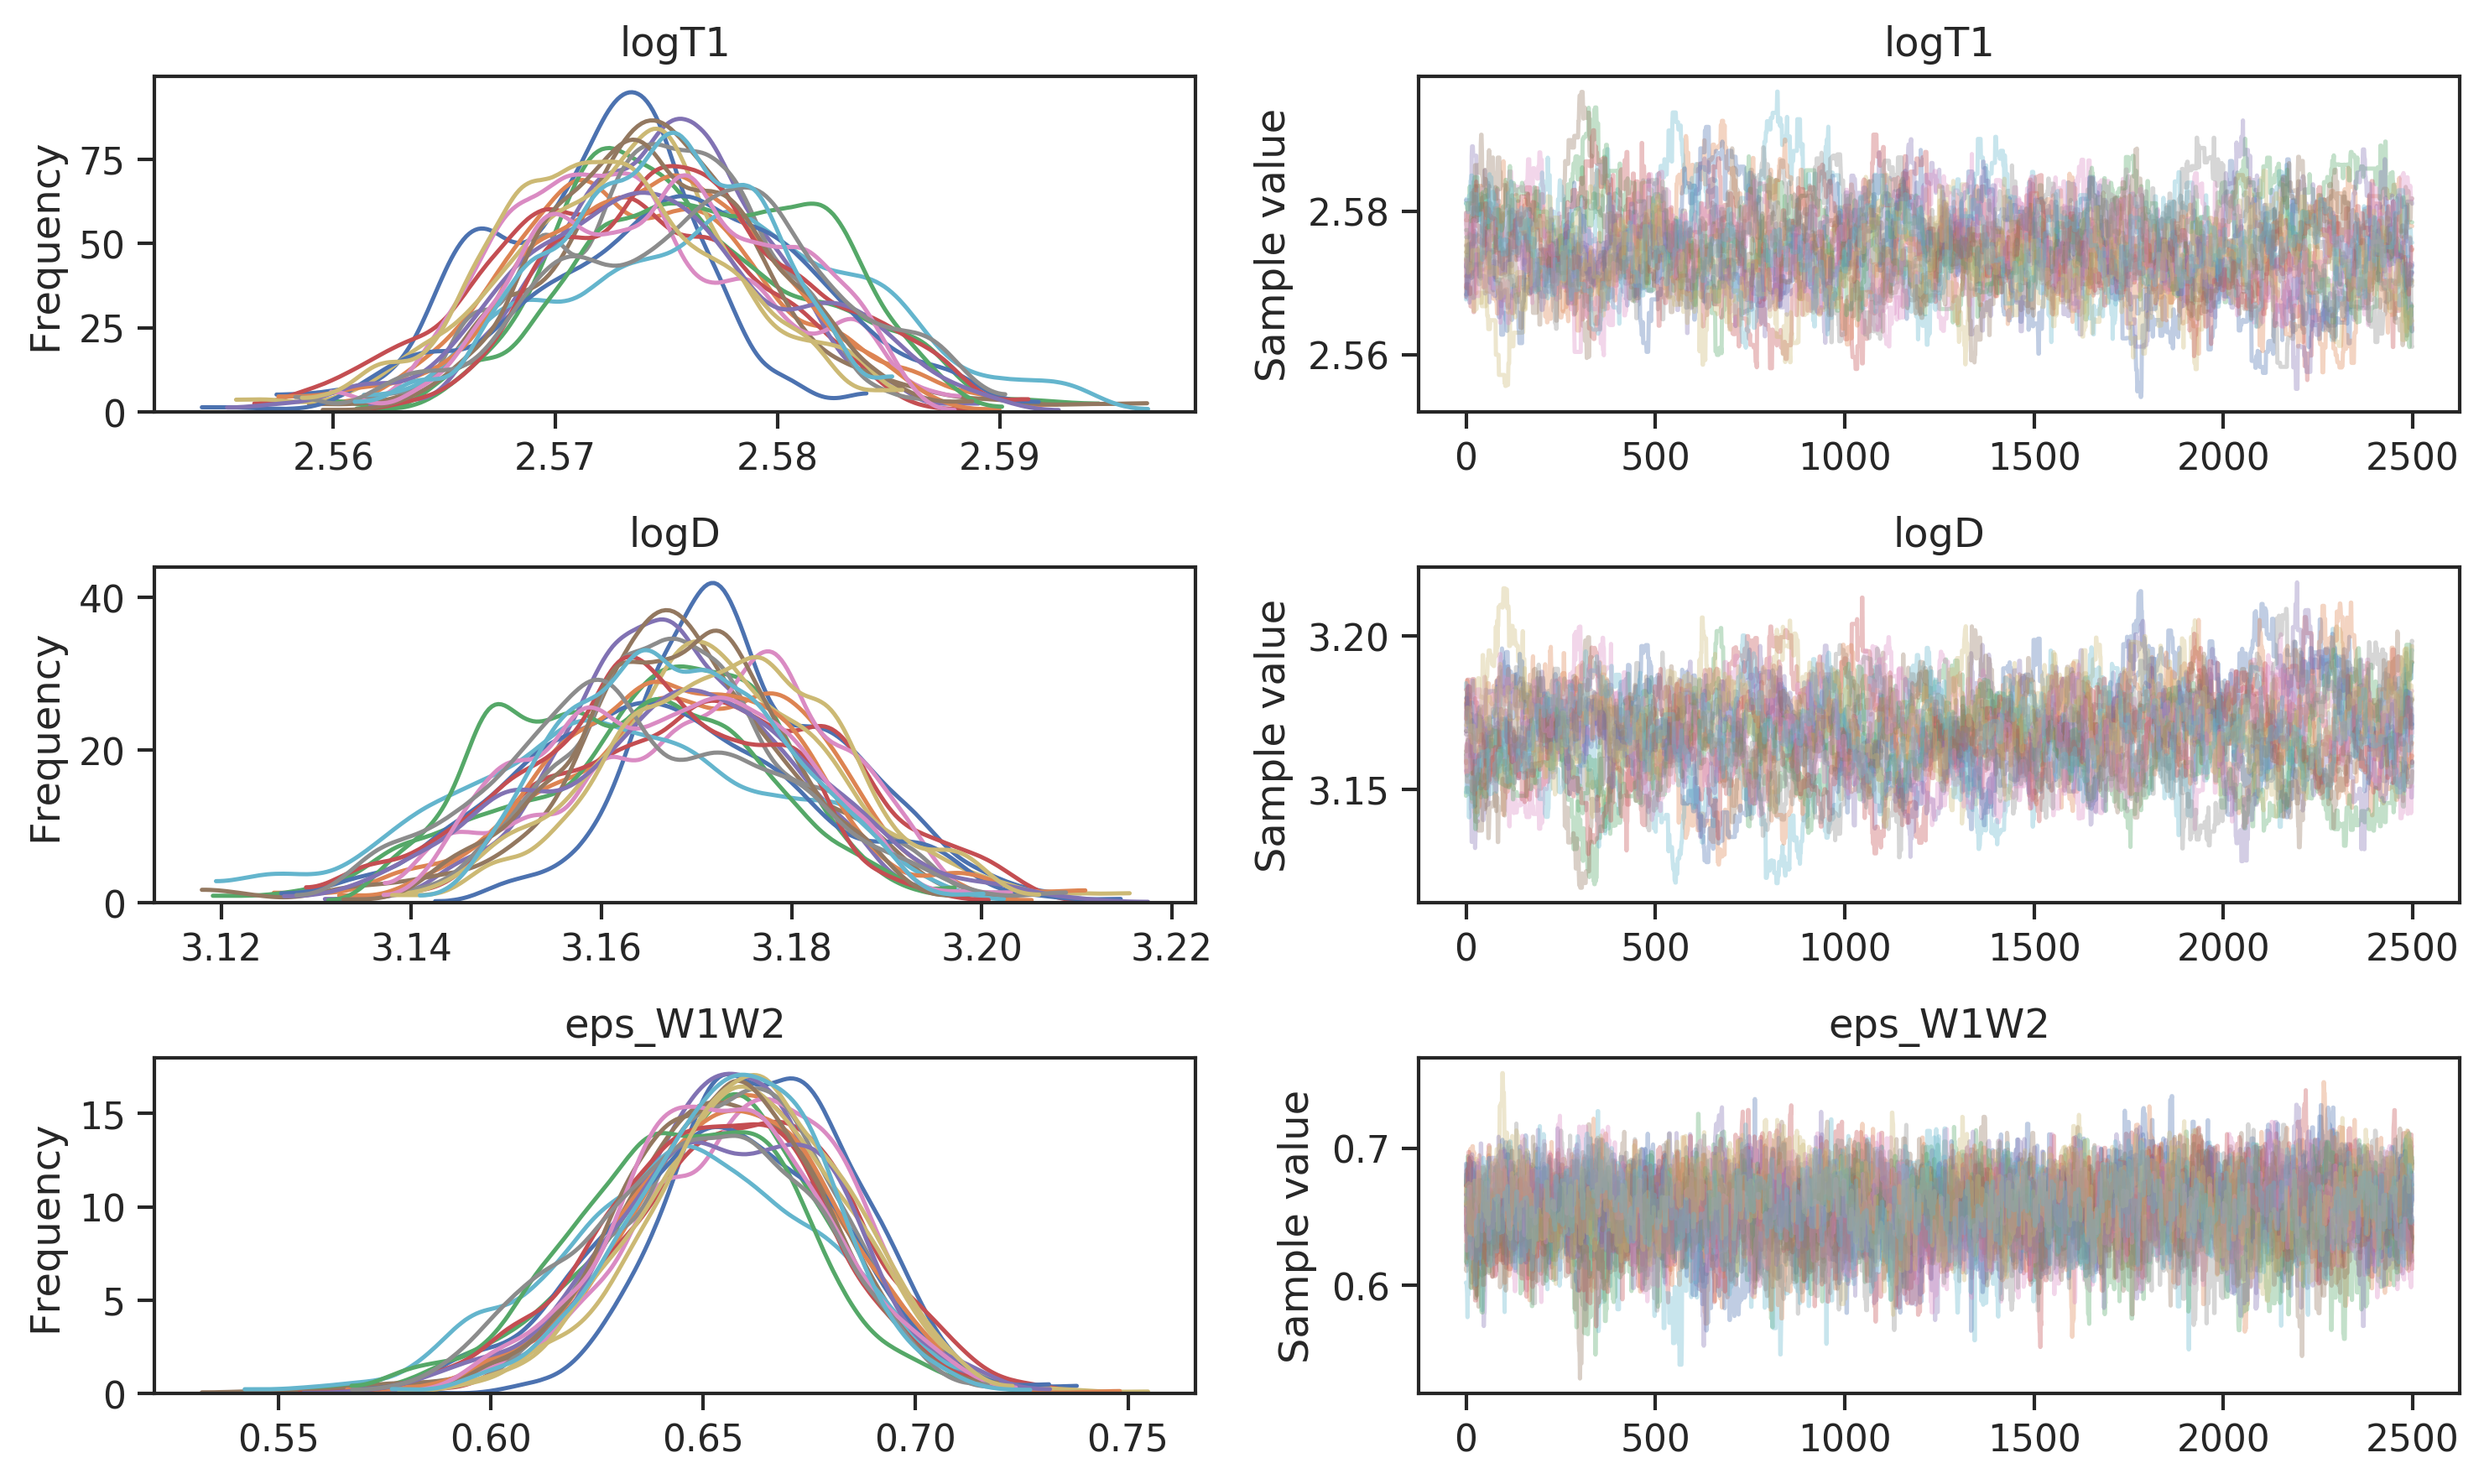 logT1
Frequency
75
50
25
0
2.56 2.57 2.58 2.59
logT1
Sample value
2.58
2.56
0 500 1000 1500 2000 2500
logD
Frequency
40
20
0
3.12 3.14 3.16 3.18 3.20 3.22
logD
Sample value
3.20
3.15
0 500 1000 1500 2000 2500
eps_W1W2
Frequency
15
10
5
0
0.55 0.60 0.65 0.70 0.75
eps_W1W2
Sample value
0.7
0.6
0 500 1000 1500 2000 2500